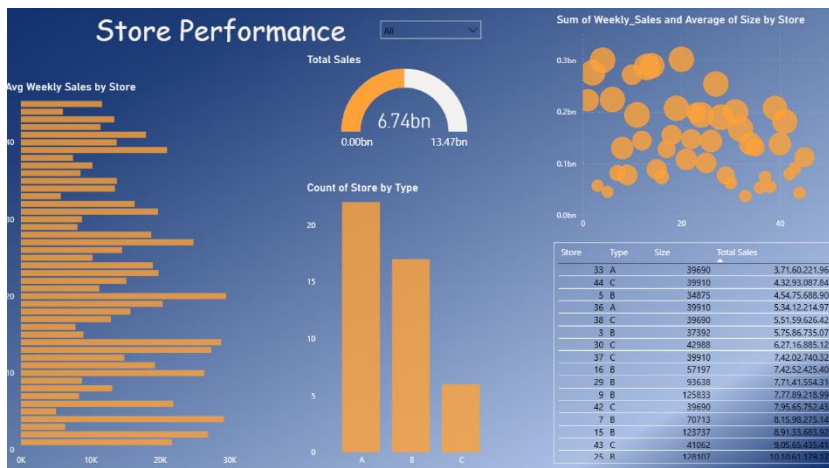 Store Performance
All
Avg Weekly Sales by Store
40
30
20
10
0
0K 10K 20K 30K
Total Sales
6.74bn
0.00bn 13.47bn
Count of Store by Type
20
15
10
5
0
A B C
Sum of Weekly_Sales and Average of Size by Store
0.3bn
0.2bn
0.1bn
0.0bn
0 20 40
Store Type Size Total Sales
33 A 39690 3.71.60.221.96
44 C 39910 4.32.93.087.84
5 B 34875 4.54.75.688.90
36 A 39910 5.34.12.214.97
38 C 39690 5.51.59.626.42
3 B 37392 5.75.86.735.07
30 C 42988 6.27.16.885.12
37 C 39910 7.42.02.740.32
16 B 57197 7.42.52.425.40
29 B 93638 7.71.41.554.31
9 B 125833 7.77.89.218.99
42 C 39690 7.95.65.752.43
7 B 70713 8.15.98.275.14
15 B 123737 8.91.33.683.92
43 C 41062 9.05.65.435.41
25 B 128107 10.10.61.179.17